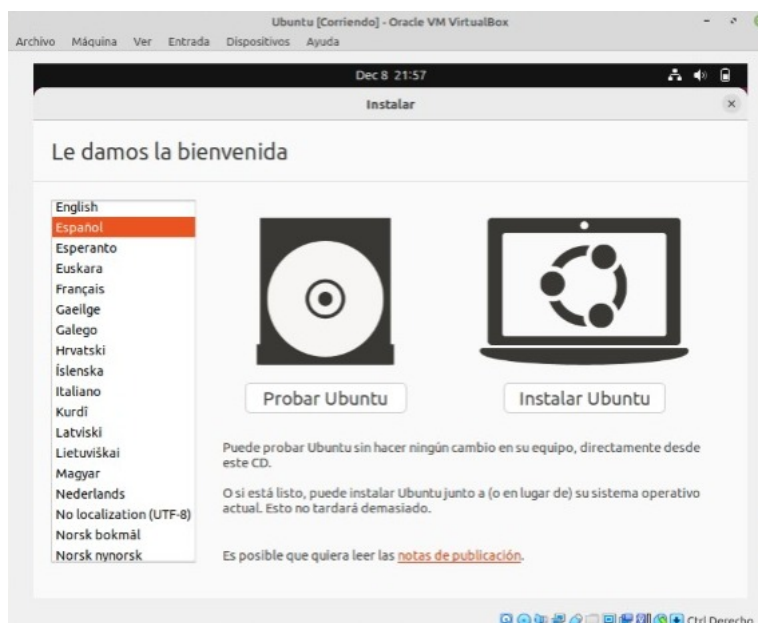 Ubuntu [Corriendo] - Oracle VM VirtualBox
Archivo Máquina Ver Entrada Dispositivos Ayuda
Dec 8 21:57
Instalar
Le damos la bienvenida
English
Español
Esperanto
Euskara
Français
Gaeilge
Galego
Hrvatski
Íslenska
Italiano
Kurdî
Latviski
Lietuviškai
Magyar
Nederlands
No localization (UTF-8)
Norsk bokmål
Norsk nynorsk
Probar Ubuntu
Instalar Ubuntu
Puede probar Ubuntu sin hacer ningún cambio en su equipo, directamente desde
este CD.
O si está listo, puede instalar Ubuntu junto a (o en lugar de) su sistema operativo
actual. Esto no tardará demasiado.
Es posible que quiera leer las notas de publicación.
Ctrl Derecho